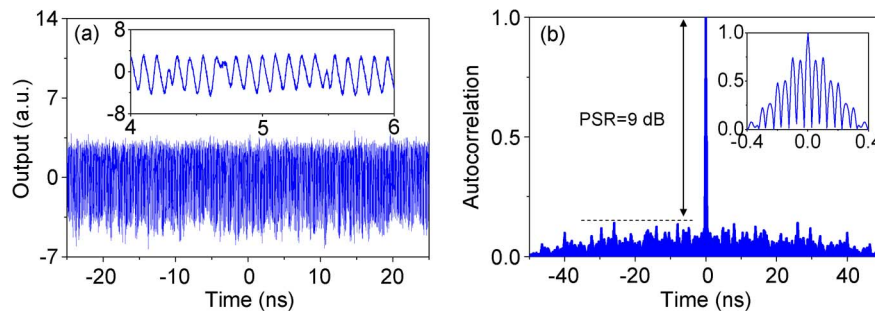 (a)
14
7
0
-7
Output (a.u.)
8
0
-8
4 5 6
-20 -10 0 10 20
Time (ns)
(b)
1.0
0.5
0.0
Autocorrelation
PSR=9 dB
1.0
0.5
0.0
-0.4 0.0 0.4
-40 -20 0 20 40
Time (ns)